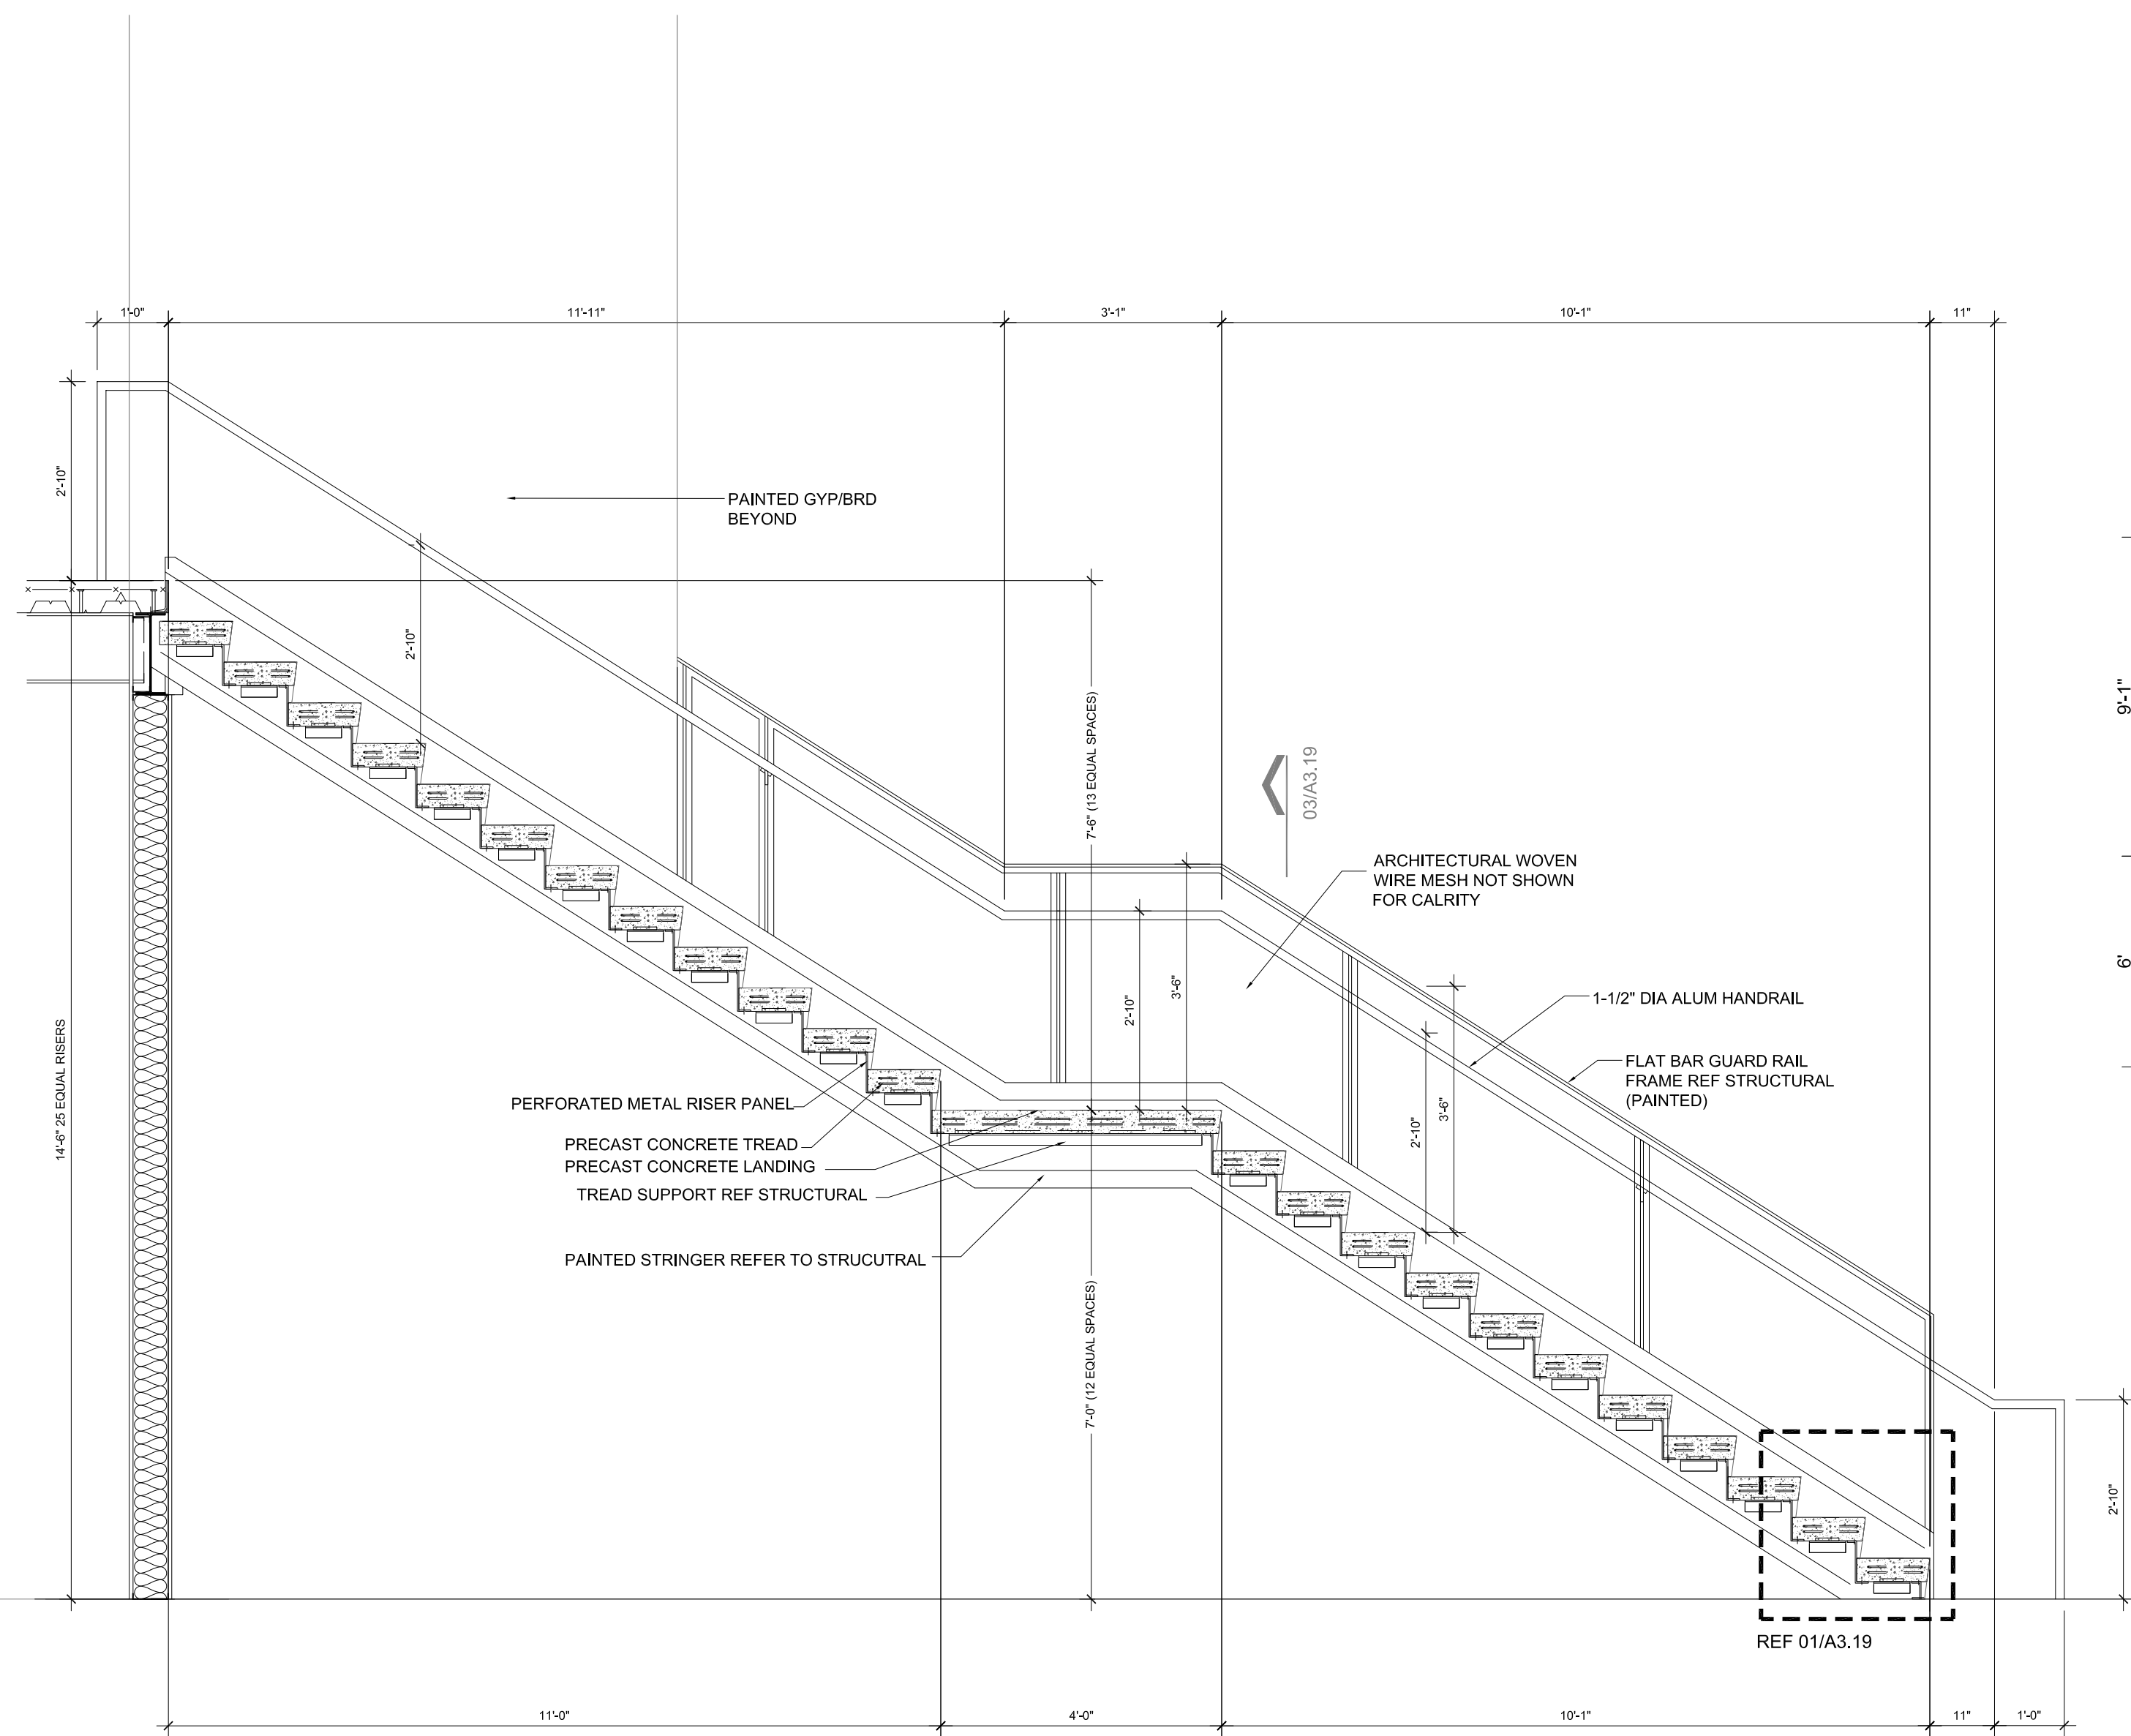 1'-0"
11'-11"
3'-1"
10'-1"
11"
2'-10"
PAINTED GYP/BRD
BEYOND
2'-10"
7'-6" (13 EQUAL SPACES)
03/A3.19
9'-1"
ARCHITECTURAL WOVEN
WIRE MESH NOT SHOWN
FOR CALRITY
6'
2'-10"
3'-6"
1-1/2" DIA ALUM HANDRAIL
FLAT BAR GUARD RAIL
FRAME REF STRUCTURAL
(PAINTED)
2'-10"
3'-6"
14'-6" 25 EQUAL RISERS
PERFORATED METAL RISER PANEL
PRECAST CONCRETE TREAD
PRECAST CONCRETE LANDING
TREAD SUPPORT REF STRUCTURAL
PAINTED STRINGER REFER TO STRUCUTRAL
7'-0" (12 EQUAL SPACES)
2'-10"
REF 01/A3.19
11'-0"
4'-0"
10'-1"
11"
1'-0"